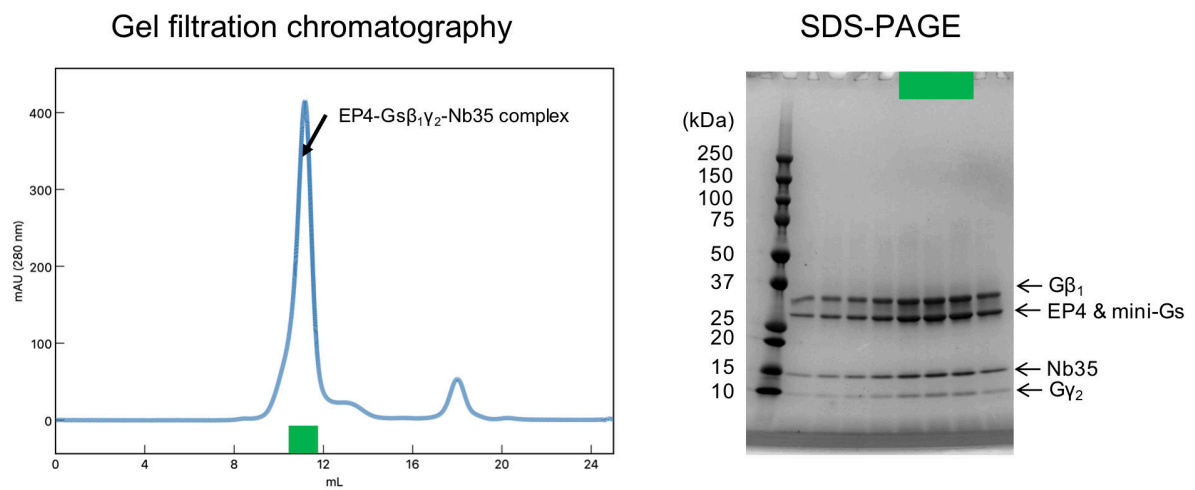 Gel filtration chromatography
400
300
200
100
0
mAU (280 nm)
EP4-Gsβ₁γ₂-Nb35 complex
0 4 8 12 16 20 24
mL
SDS-PAGE
(kDa)
250
150
100
75
50
37
25
20
15
10
Gβ₁
EP4 & mini-Gs
Nb35
Gγ₂